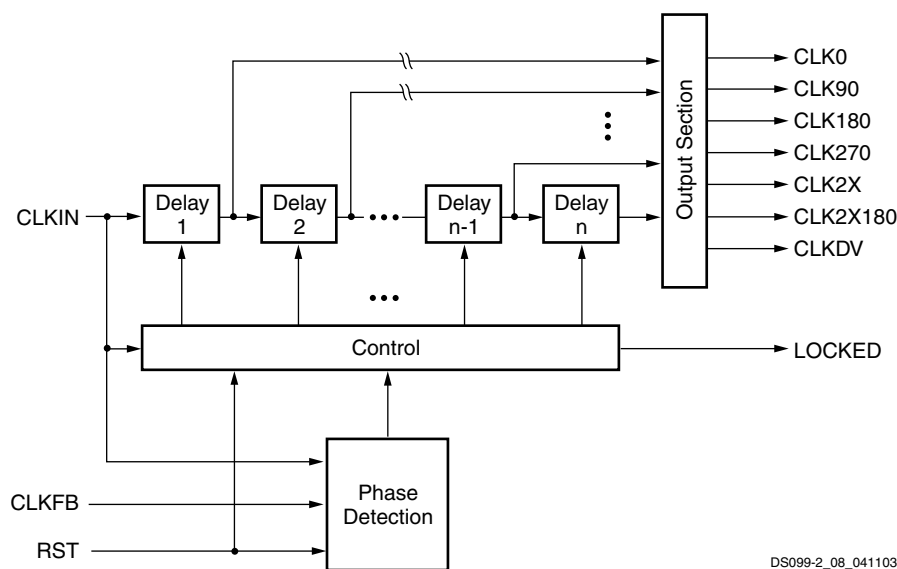 CLK0
CLK90
CLK180
CLK270
CLK2X
CLK2X180
CLKDV
Output Section
CLKIN
Delay
1
Delay
2
Delay
n-1
Delay
n
Control
LOCKED
Phase
Detection
CLKFB
RST
DS099-2_08_041103